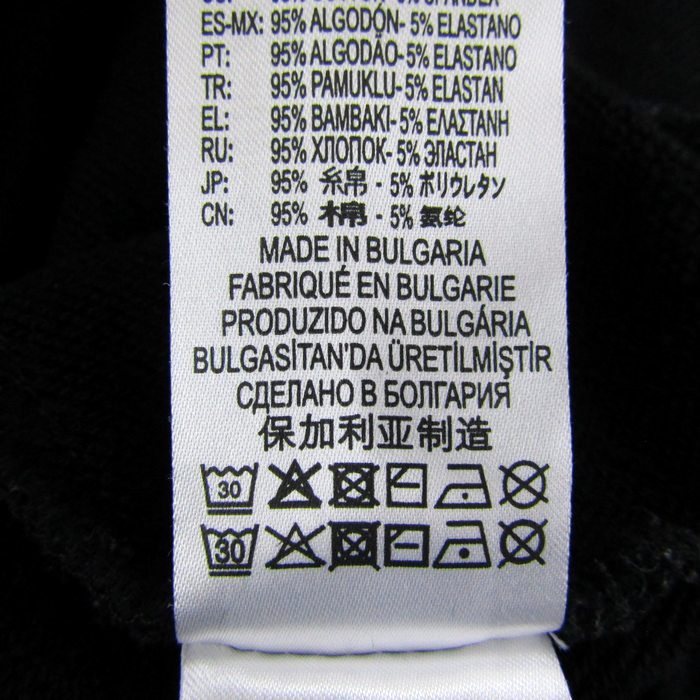 ES-MX: 95% ALGODÓN- 5% ELASTANO
PT: 95% ALGODÃO- 5% ELASTANO
TR: 95% PAMUKLU- 5% ELASTAN
EL: 95% ΒΑΜΒΑΚΙ- 5% ΕΛΑΣΤΑΝΗ
RU: 95% ХЛОПОК- 5% ЭЛАСТАН
JP: 95% 糸帛 - 5% ポリウレタン
CN: 95% 棉 - 5% 氨纶
MADE IN BULGARIA
FABRIQUÉ EN BULGARIE
PRODUZIDO NA BULGÁRIA
BULGASİTAN'DA ÜRETİLMİŞTİR
СДЕЛАНО В БОЛГАРИЯ
保加利亚制造
30
30